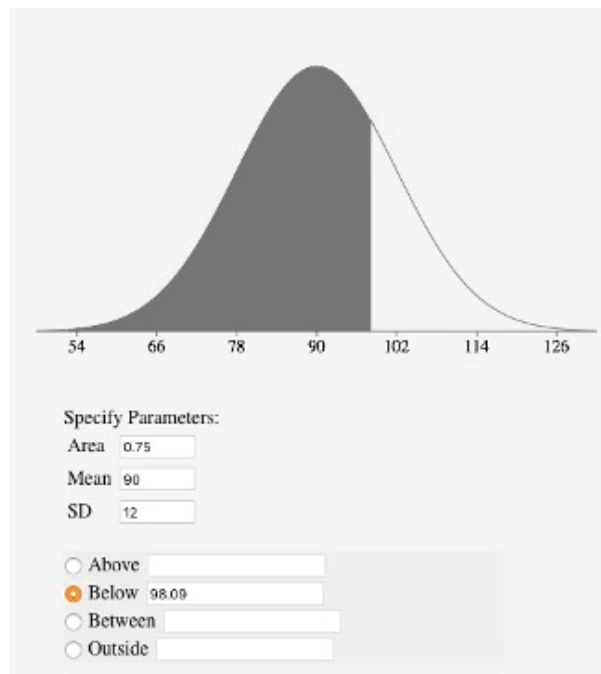 54 66 78 90 102 114 126
Specify Parameters:
Area 0.75
Mean 90
SD 12
Above
Below 98.09
Between
Outside